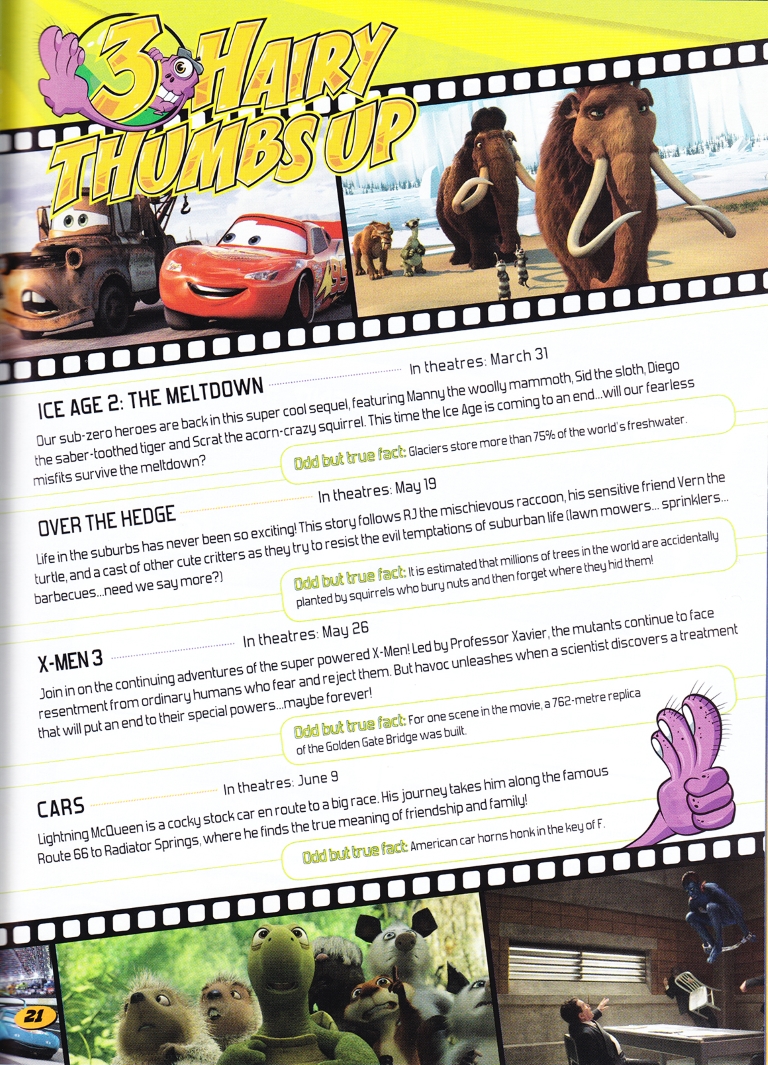 3 HAIRY
THUMBS UP
95
ICE AGE 2: THE MELTDOWN In theatres: March 31
Our sub-zero heroes are back in this super cool sequel, featuring Manny the woolly mammoth, Sid the sloth, Diego
the saber-toothed tiger and Scrat the acorn-crazy squirrel. This time the Ice Age is coming to an end...will our fearless
misfits survive the meltdown?
Odd but true fact: Glaciers store more than 75% of the world's freshwater.
OVER THE HEDGE In theatres: May 19
Life in the suburbs has never been so exciting! This story follows RJ the mischievous raccoon, his sensitive friend Vern the
turtle, and a cast of other cute critters as they try to resist the evil temptations of suburban life (lawn mowers... sprinklers...
barbecues...need we say more?)
Odd but true fact: It is estimated that millions of trees in the world are accidentally
planted by squirrels who bury nuts and then forget where they hid them!
X-MEN 3 In theatres: May 26
Join in on the continuing adventures of the super powered X-Men! Led by Professor Xavier, the mutants continue to face
resentment from ordinary humans who fear and reject them. But havoc unleashes when a scientist discovers a treatment
that will put an end to their special powers...maybe forever!
Odd but true fact: For one scene in the movie, a 762-metre replica
of the Golden Gate Bridge was built.
CARS In theatres: June 9
Lightning McQueen is a cocky stock car en route to a big race. His journey takes him along the famous
Route 66 to Radiator Springs, where he finds the true meaning of friendship and family!
Odd but true fact: American car horns honk in the key of F.
21